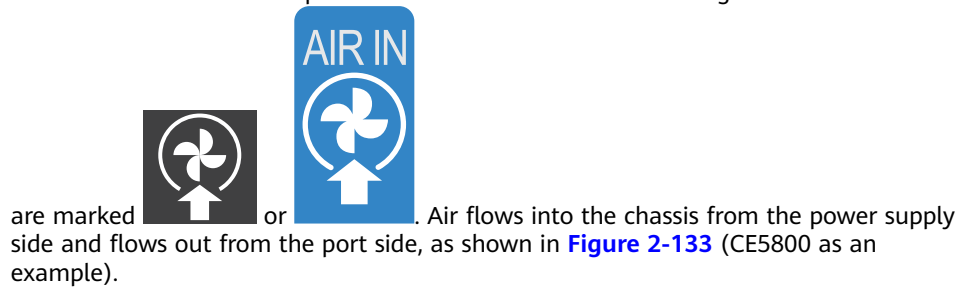 AIR IN
are marked or . Air flows into the chassis from the power supply
side and flows out from the port side, as shown in Figure 2-133 (CE5800 as an
example).